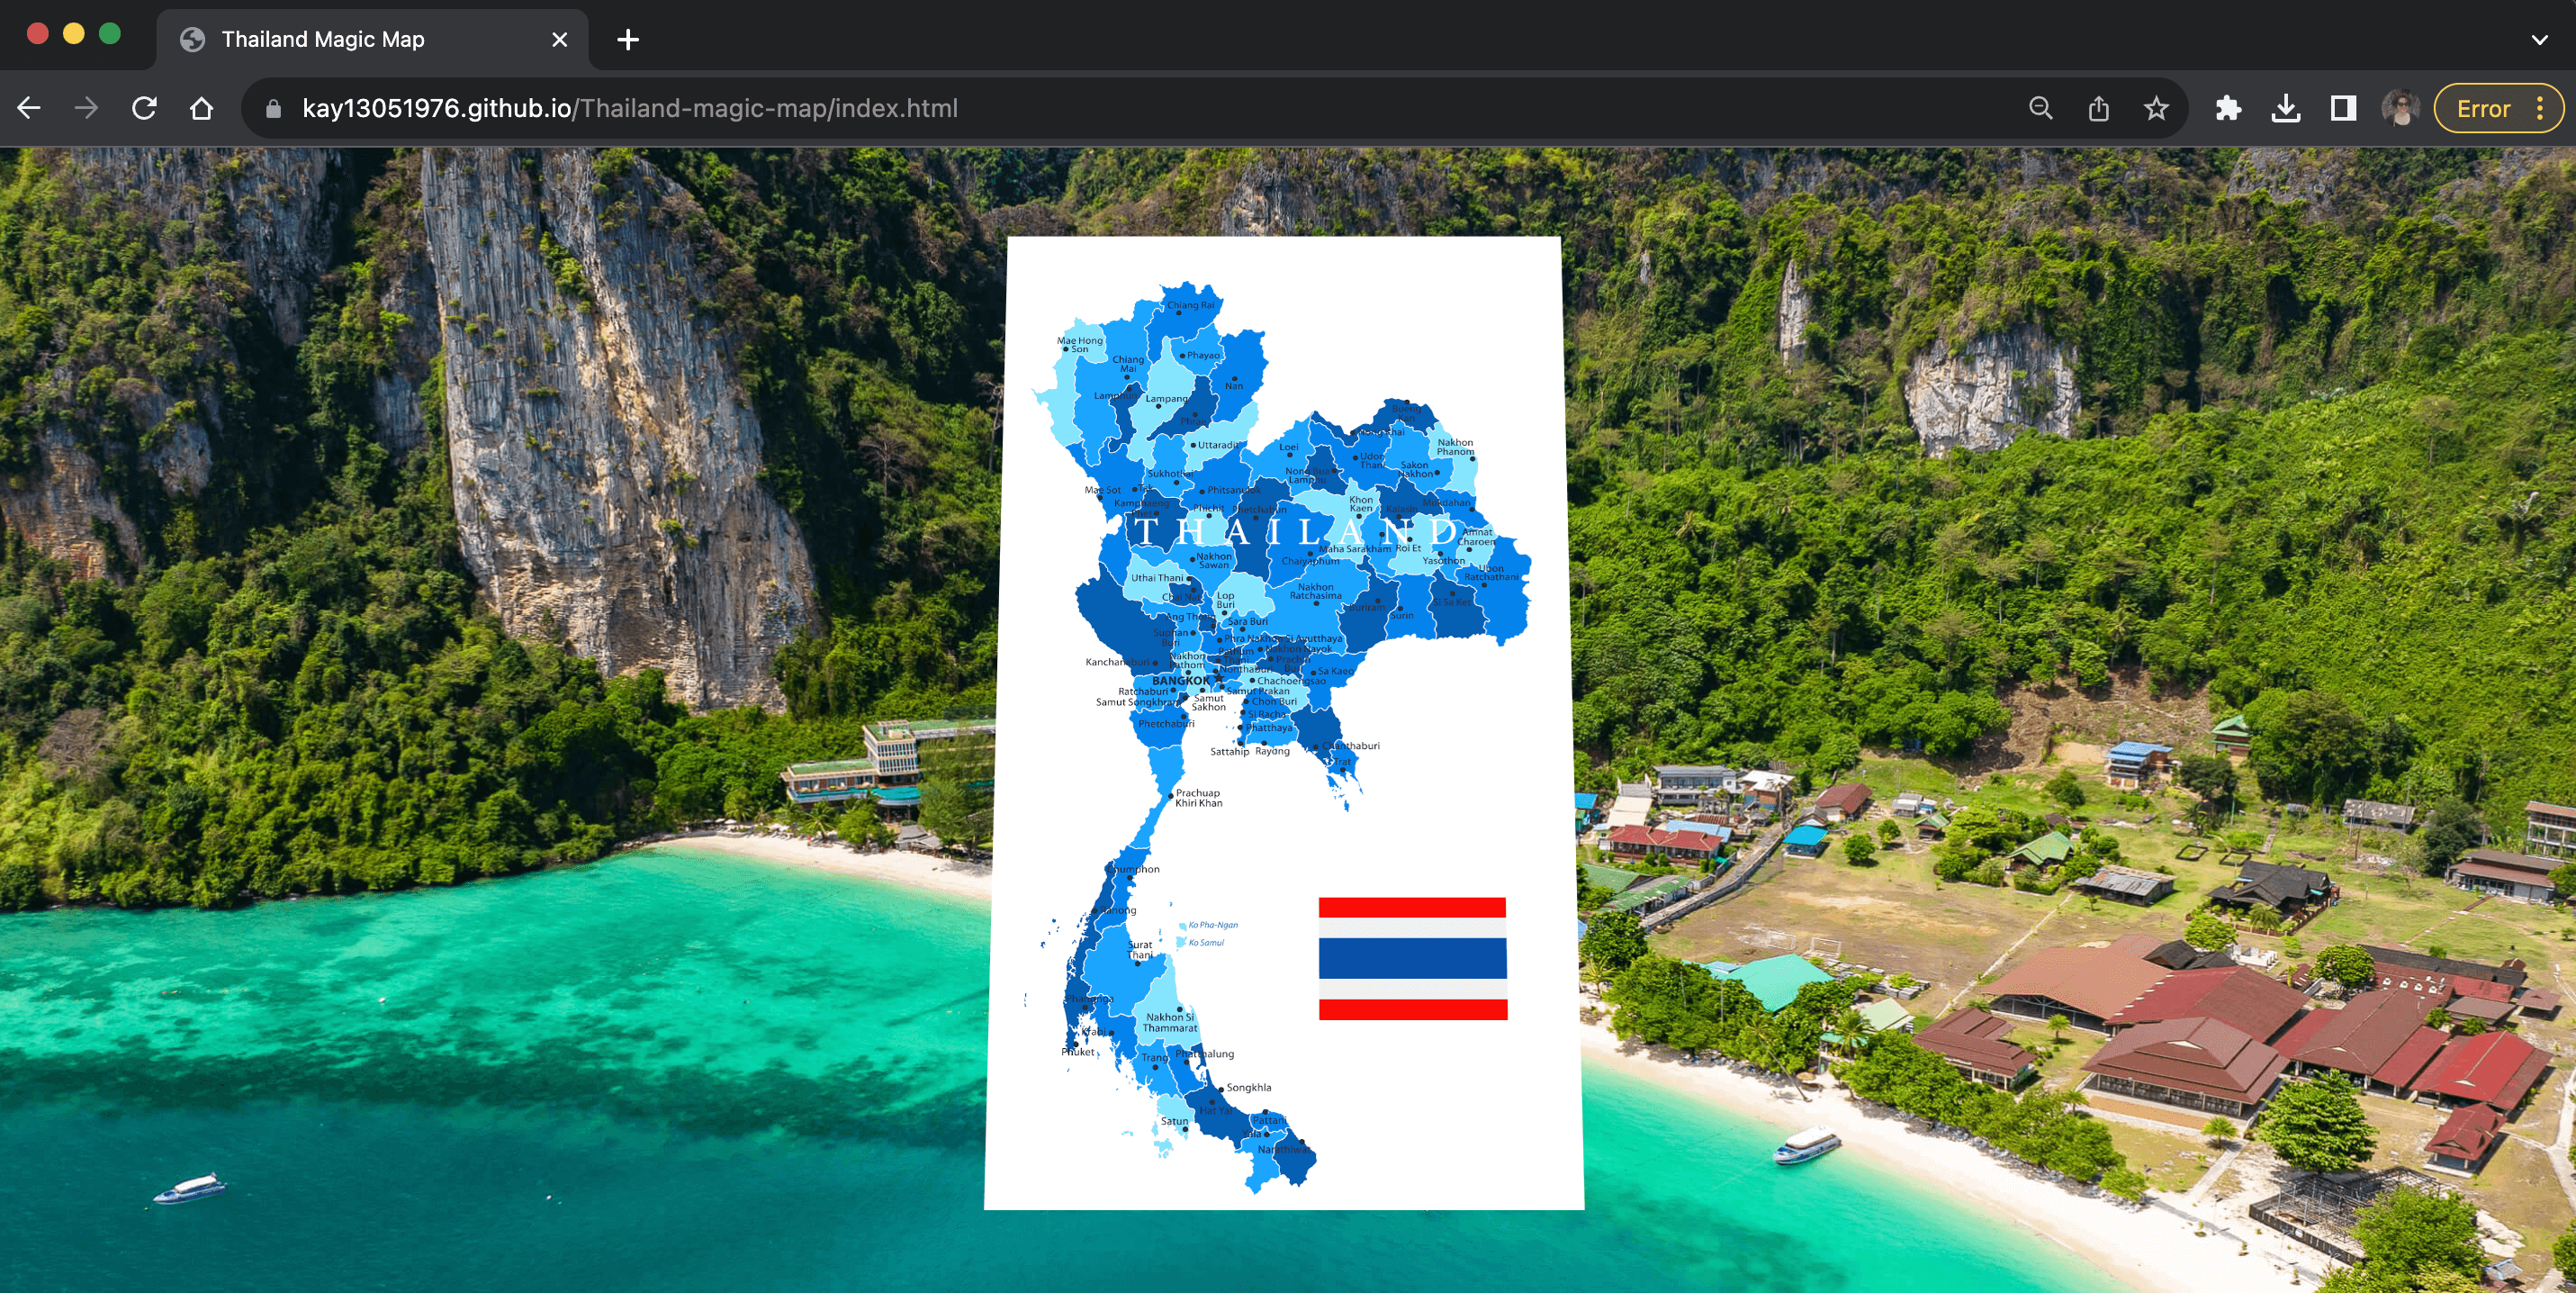 Thailand Magic Map
kay13051976.github.io/Thailand-magic-map/index.html
Error
Chiang Rai
Mae Hong
Son
Chiang
Mai
Phayao
Nan
Lamphun
Lampang
Uttaradit
Loei
Bueng
Kan
Nakhon
Phanom
Udon
Thani
Sakon
Nakhon
Nong Bua
Lamphu
Sukhothai
Mae Sot
Tak
Phitsanulok
Kamphaeng
Phet
Phichit
Phetchabun
Khon
Kaen
Kalasin
Mukdahan
THAILAND
Amnat
Charoen
Maha Sarakham
Roi Et
Yasothon
Chaiyaphum
Nakhon
Sawan
Ubon
Ratchathani
Uthai Thani
Chai Nat
Lop
Buri
Nakhon
Ratchasima
Buriram
Surin
Si Sa Ket
Ang Thong
Sara Buri
Suphan
Buri
Phra Nakhon Si Ayutthaya
Nakhon Nayok
Pathum
Thani
Prachin
Buri
Kanchanaburi
Nakhon
Pathom
Nonthaburi
Sa Kaeo
BANGKOK
Chachoengsao
Ratchaburi
Samut Prakan
Samut Songkhram
Samut
Sakhon
Chon Buri
Si Racha
Phetchaburi
Phatthaya
Sattahip
Rayong
Chanthaburi
Trat
Prachuap
Khiri Khan
Chumphon
Ranong
Ko Pha-Ngan
Ko Samul
Surat
Thani
Phangnga
Nakhon Si
Thammarat
Krabi
Phuket
Trang
Phatthalung
Songkhla
Hat Yai
Satun
Pattani
Yala
Narathiwat